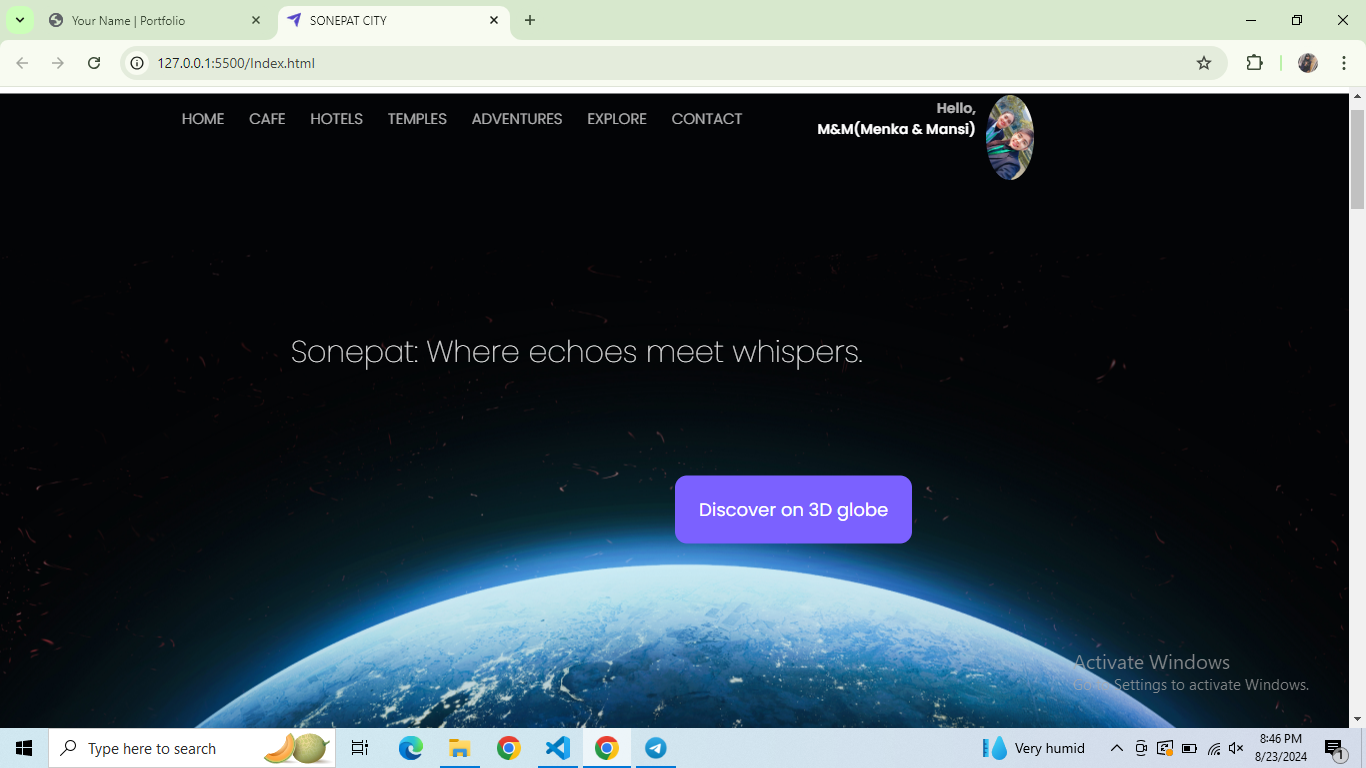 Your Name | Portfolio
SONEPAT CITY
127.0.0.1:5500/Index.html
HOME CAFE HOTELS TEMPLES ADVENTURES EXPLORE CONTACT
Hello,
M&M(Menka & Mansi)
Sonepat: Where echoes meet whispers.
Discover on 3D globe
Activate Windows
Go to Settings to activate Windows.
Type here to search
Very humid
8:46 PM
8/23/2024
1